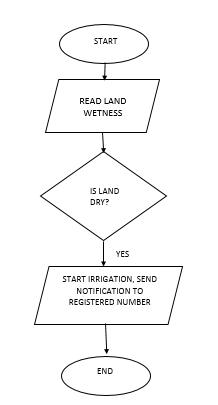 START
READ LAND
WETNESS
IS LAND
DRY?
YES
START IRRIGATION, SEND
NOTIFICATION TO
REGISTERED NUMBER
END